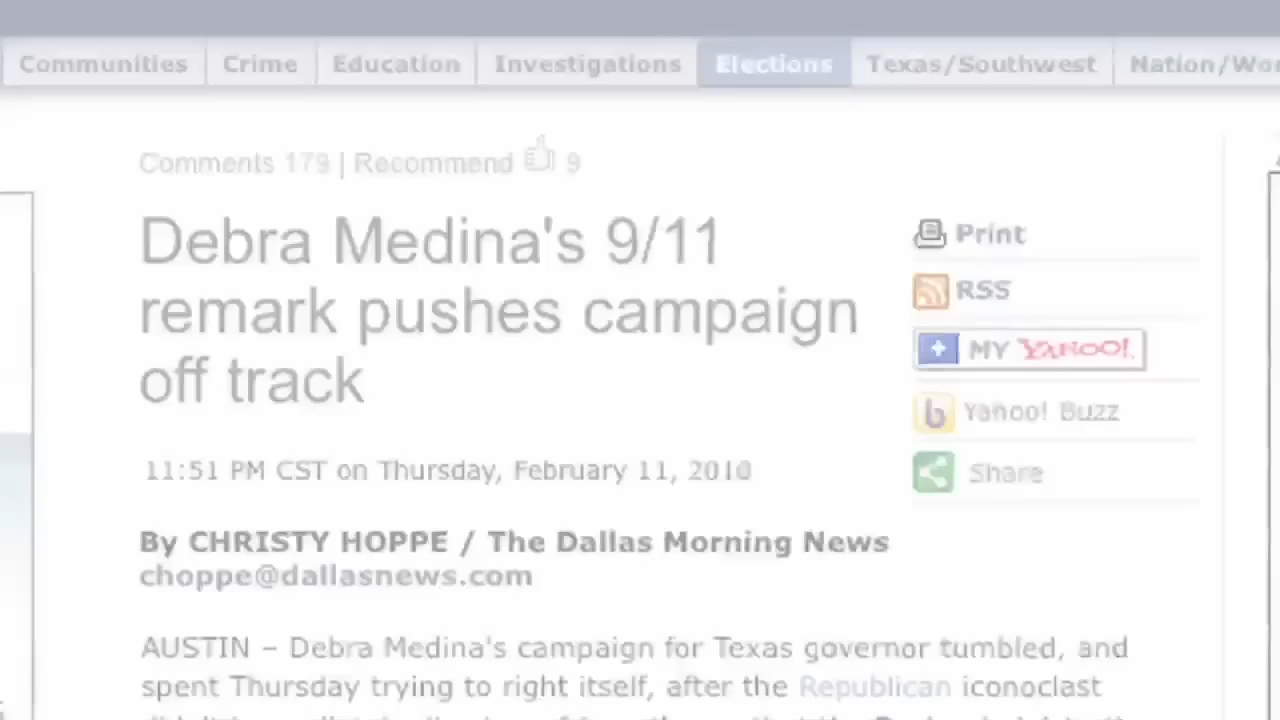 Communities Crime Education Investigations Elections Texas/Southwest
Comments 179 | Recommend 9
Debra Medina's 9/11
remark pushes campaign
off track
Print
RSS
MY YAHOO!
Yahoo! Buzz
Share
11:51 PM CST on Thursday, February 11, 2010
By CHRISTY HOPPE / The Dallas Morning News
choppe@dallasnews.com
AUSTIN – Debra Medina's campaign for Texas governor tumbled, and
spent Thursday trying to right itself, after the Republican iconoclast